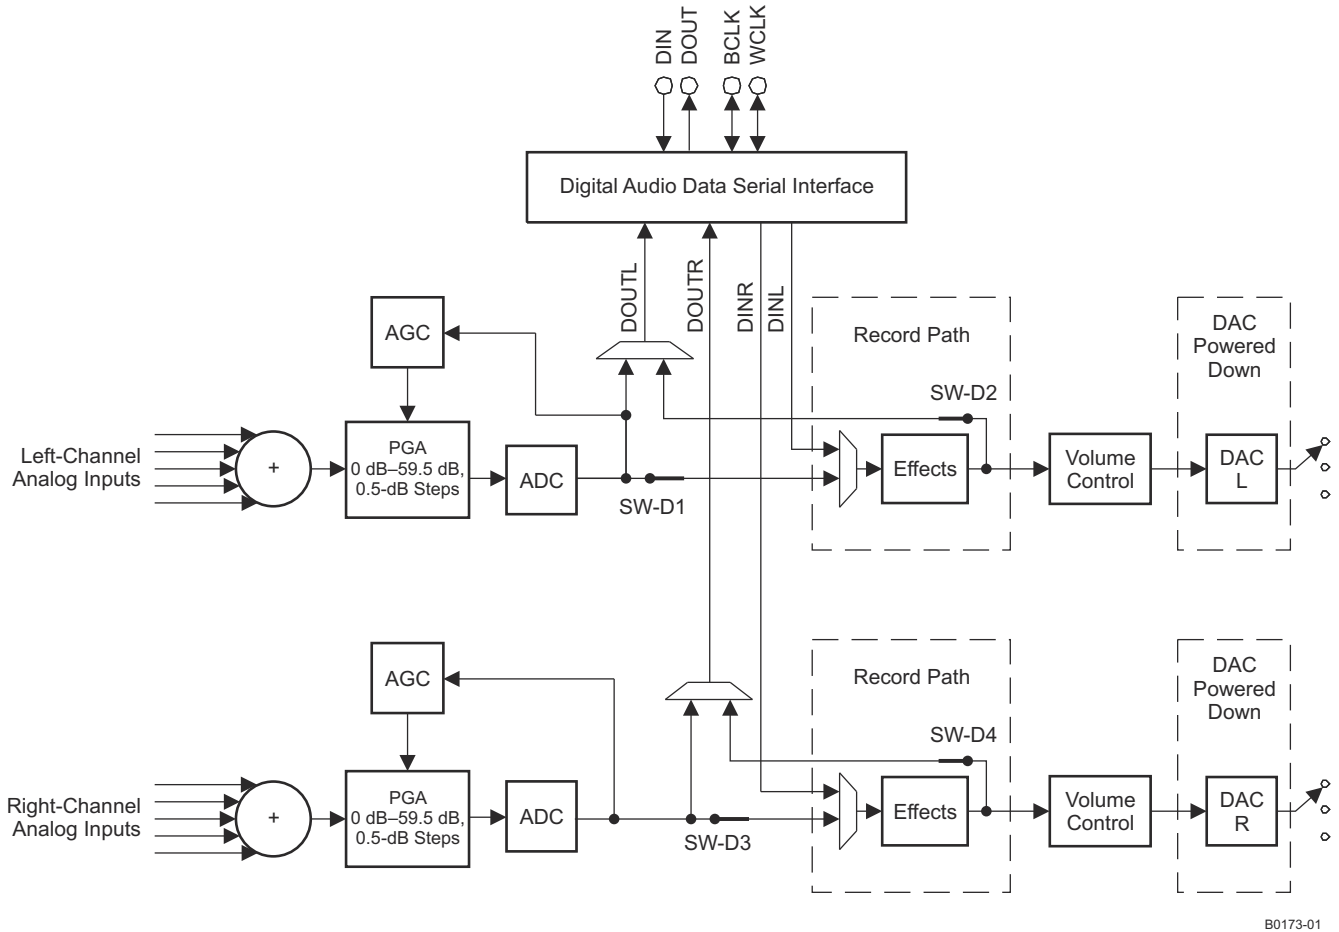 DIN
DOUT
BCLK
WCLK
Digital Audio Data Serial Interface
DOUTL
DOUTR
DINR
DINL
AGC
Record Path
DAC
Powered
Down
SW-D2
Left-Channel
Analog Inputs
+
PGA
0 dB–59.5 dB,
0.5-dB Steps
ADC
SW-D1
Effects
Volume
Control
DAC
L
AGC
Record Path
DAC
Powered
Down
SW-D4
Right-Channel
Analog Inputs
+
PGA
0 dB–59.5 dB,
0.5-dB Steps
ADC
SW-D3
Effects
Volume
Control
DAC
R
B0173-01